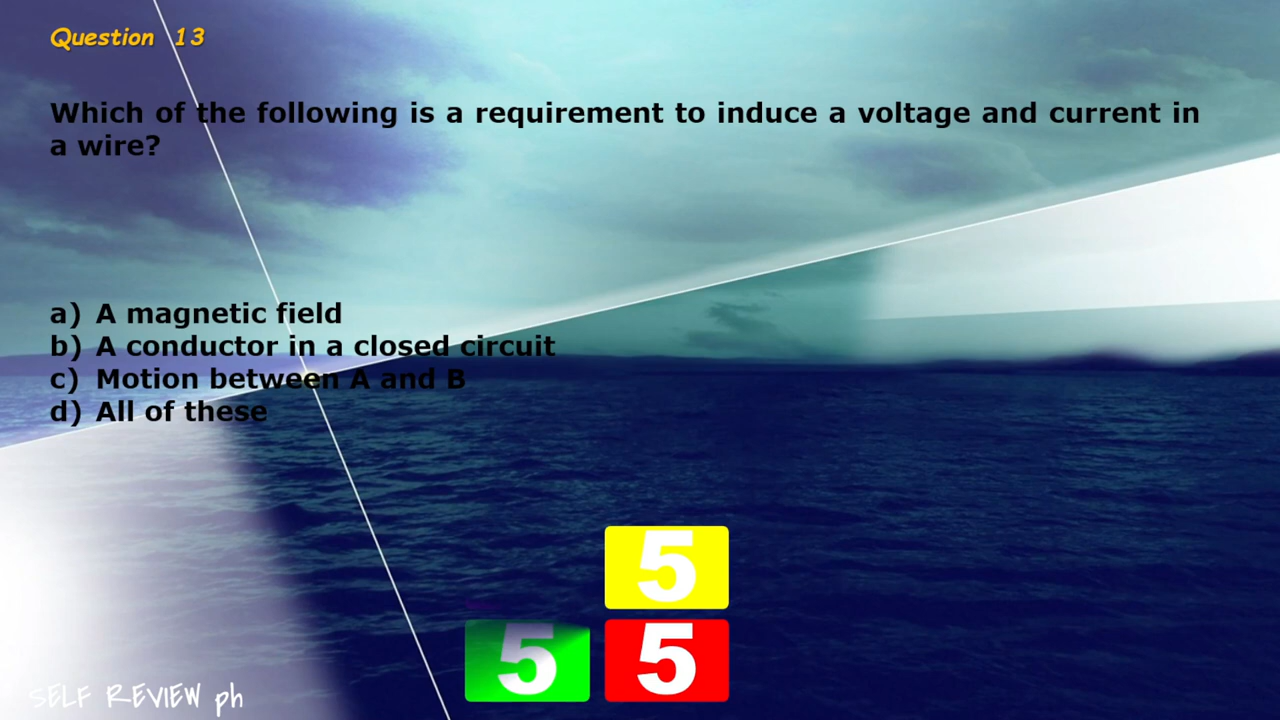 Question 13
Which of the following is a requirement to induce a voltage and current in
a wire?
a) A magnetic field
b) A conductor in a closed circuit
c) Motion between A and B
d) All of these
5
5 5
SELF REVIEW ph